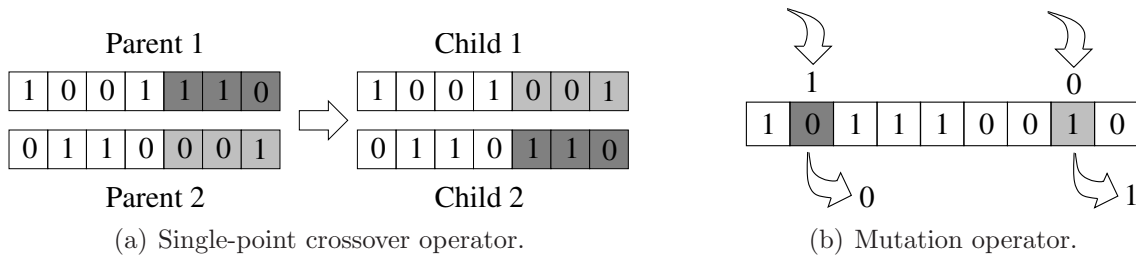 Parent 1 Child 1
1 0 0 1 1 1 0 1 0 0 1 0 0 1
0 1 1 0 0 0 1 0 1 1 0 1 1 0
Parent 2 Child 2
(a) Single-point crossover operator.
1 0
1 0 1 1 1 0 0 1 0
0 1
(b) Mutation operator.